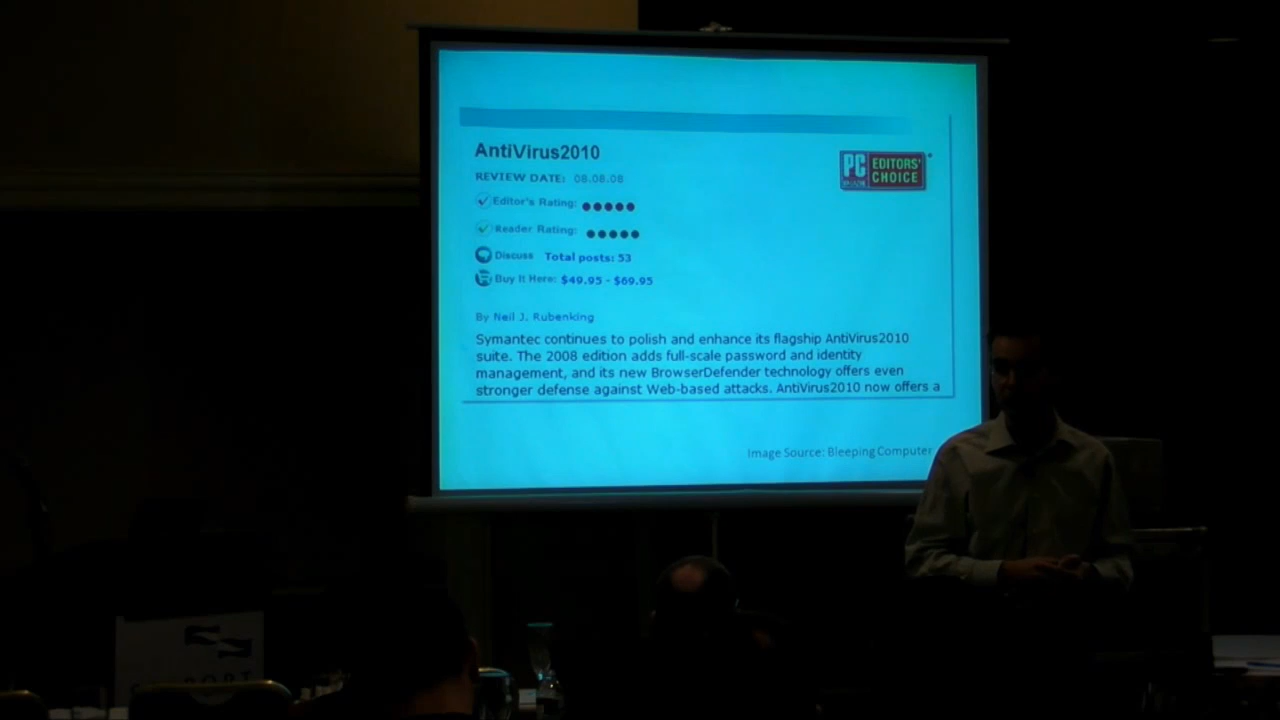 AntiVirus2010
PC
EDITORS'
CHOICE
REVIEW DATE: 08.08.08
Editor's Rating:
Reader Rating:
Discuss Total posts: 53
Buy It Here: $49.95 - $69.95
By Neil J. Rubenking
Symantec continues to polish and enhance its flagship AntiVirus2010
suite. The 2008 edition adds full-scale password and identity
management, and its new BrowserDefender technology offers even
stronger defense against Web-based attacks. AntiVirus2010 now offers a
Image Source: Bleeping Computer